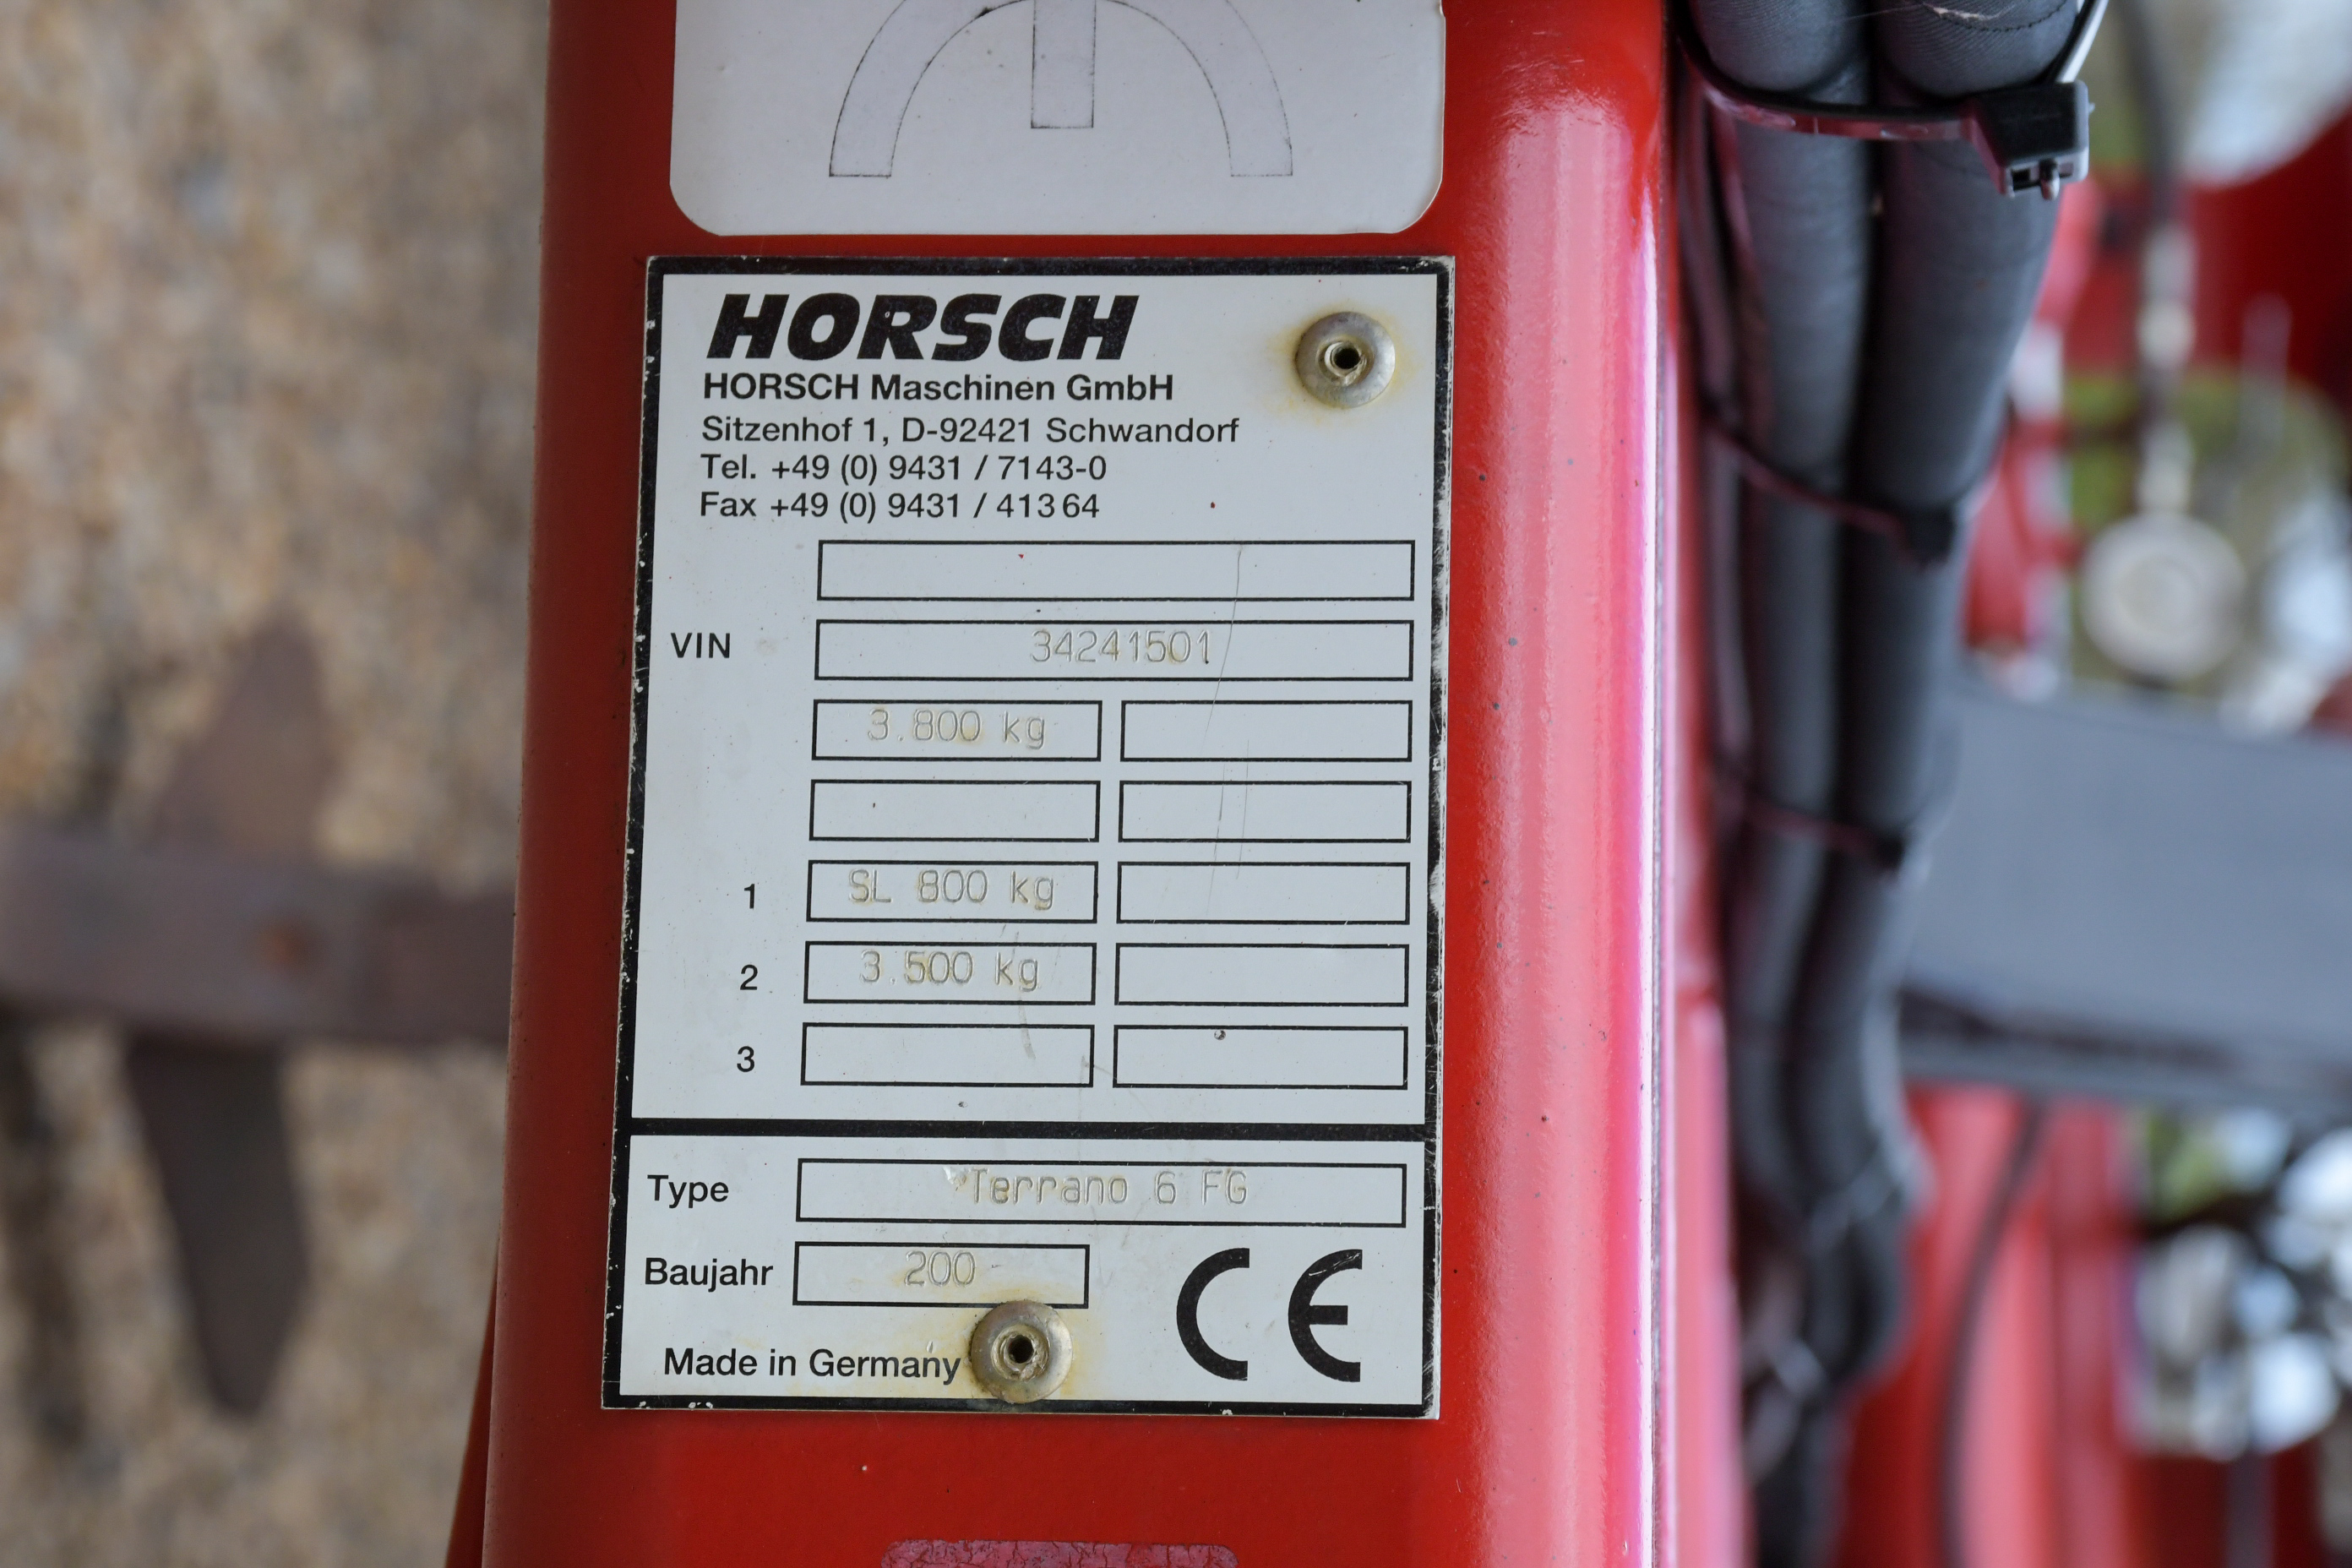 HORSCH
HORSCH Maschinen GmbH
Sitzenhof 1, D-92421 Schwandorf
Tel. +49 (0) 9431 / 7143-0
Fax +49 (0) 9431 / 413 64
VIN 34241501
3.800 kg
1 SL 800 kg
2 3.500 kg
3
Type Terrano 6 FG
Baujahr 200
CE
Made in Germany